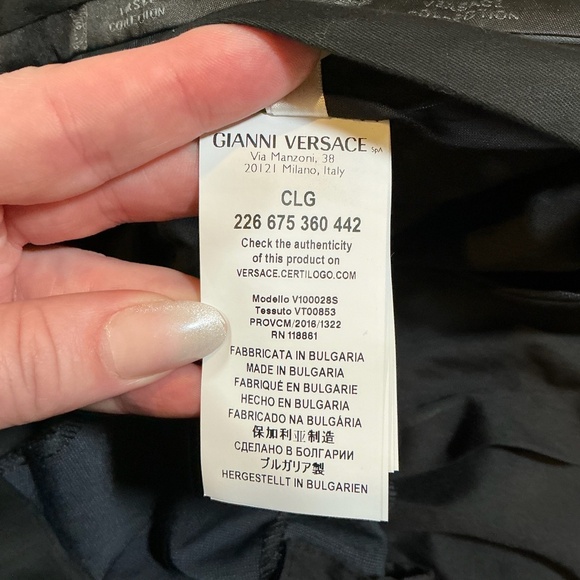 COLLECTION
VERSACE
COLLECTION
GIANNI VERSACE SpA
Via Manzoni, 38
20121 Milano, Italy
CLG
226 675 360 442
Check the authenticity
of this product on
VERSACE.CERTILOGO.COM
Modello V100028S
Tessuto VT00853
PROVCM/2016/1322
RN 118861
FABBRICATA IN BULGARIA
MADE IN BULGARIA
FABRIQUÉ EN BULGARIE
HECHO EN BULGARIA
FABRICADO NA BULGÁRIA
保加利亚制造
СДЕЛАНО В БОЛГАРИИ
ブルガリア製
HERGESTELLT IN BULGARIEN